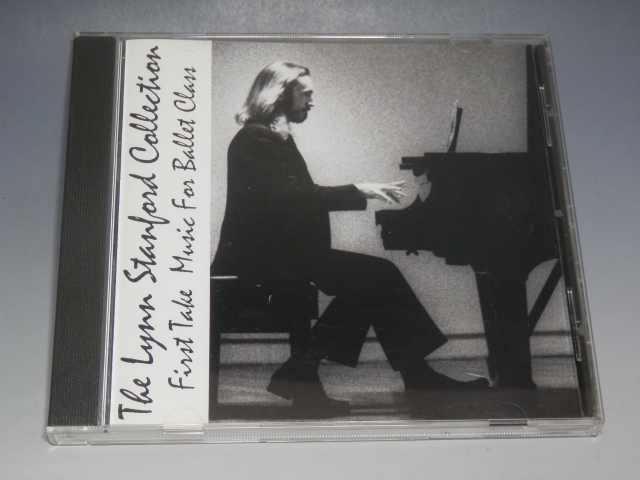 The Lynn Stanford Collection
First Take Music For Ballet Class